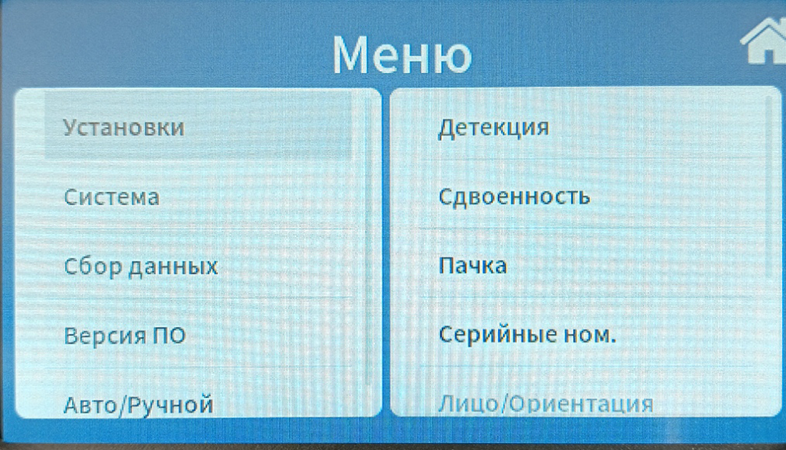 Меню
Установки
Система
Сбор данных
Версия ПО
Авто/Ручной
Детекция
Сдвоенность
Пачка
Серийные ном.
Лицо/Ориентация